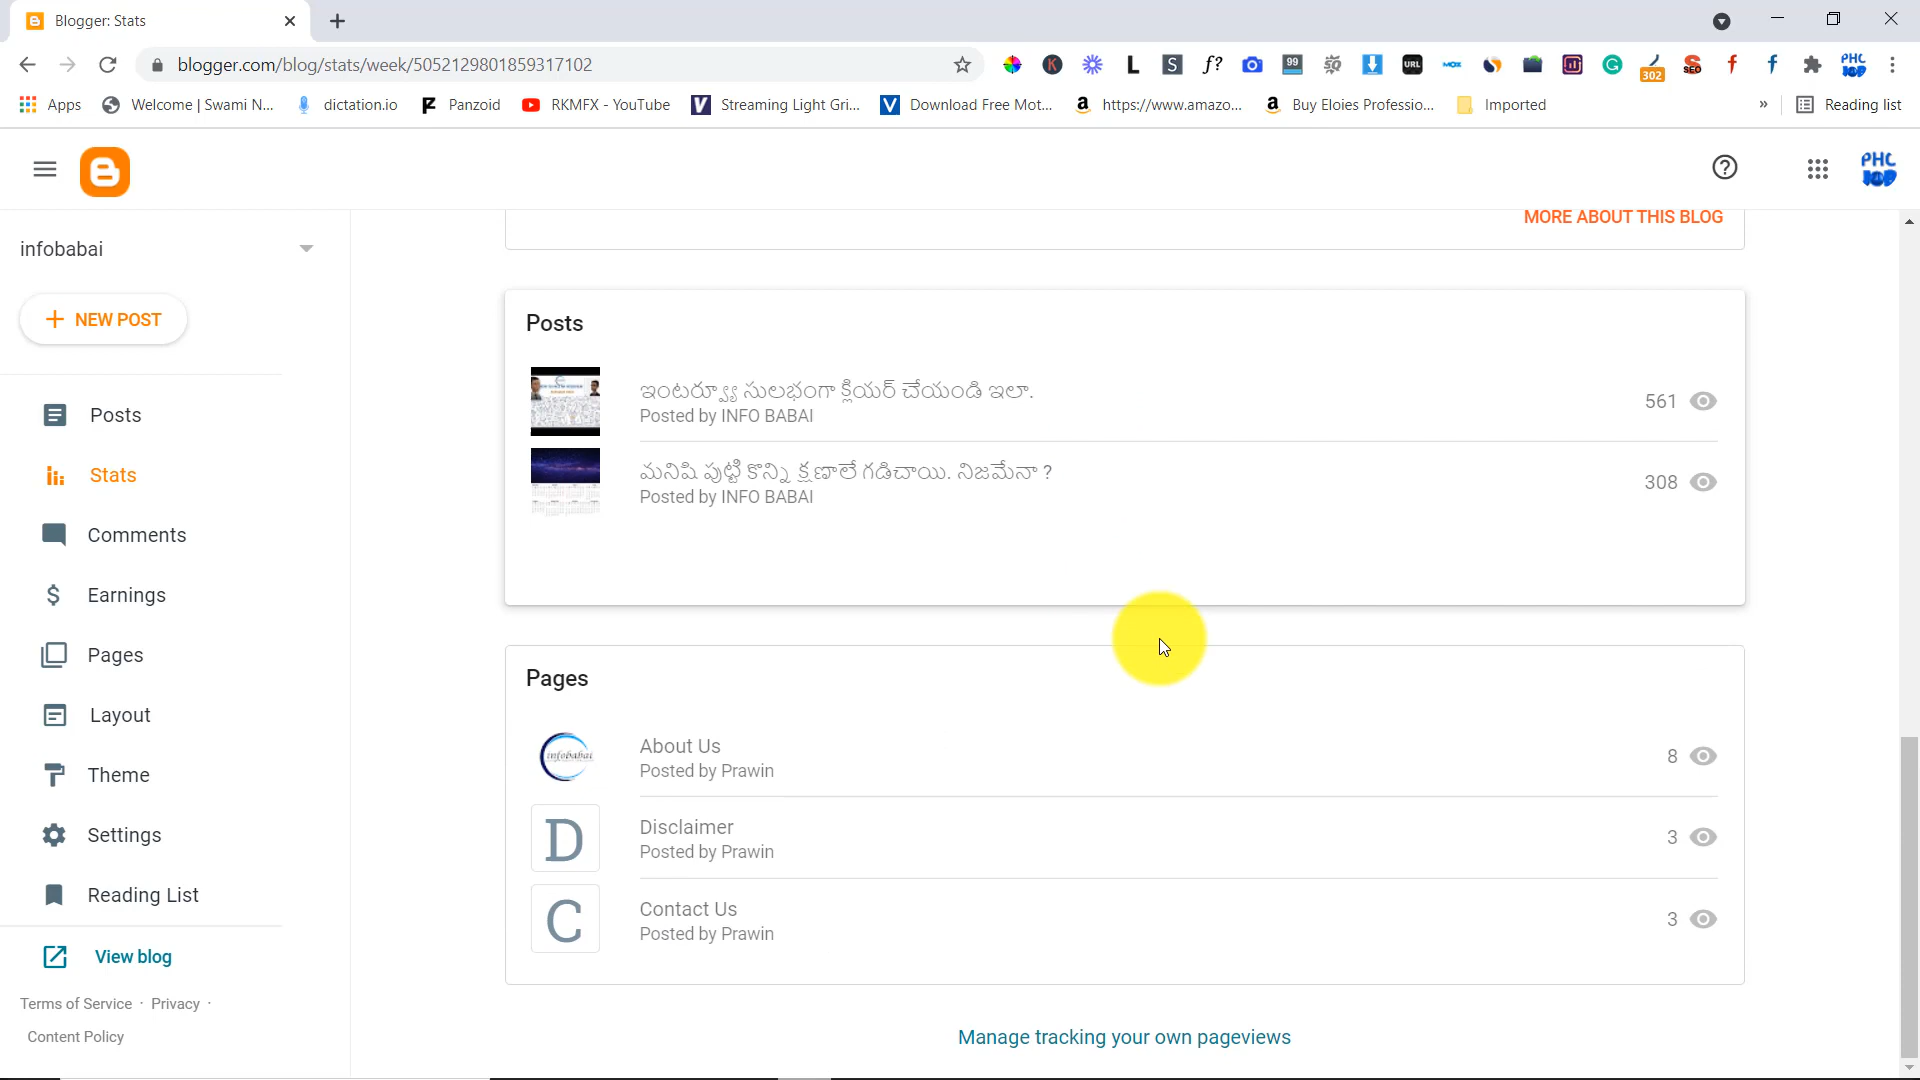 Blogger: Stats
blogger.com/blog/stats/week/5052129801859317102
Apps
Welcome | Swami N...
dictation.io
Panzoid
RKMFX - YouTube
Streaming Light Gri...
Download Free Mot...
https://www.amazo...
Buy Eloies Professio...
Imported
»
Reading list
302
infobabai
NEW POST
Posts
Stats
Comments
Earnings
Pages
Layout
Theme
Settings
Reading List
View blog
Terms of Service · Privacy ·
Content Policy
MORE ABOUT THIS BLOG
Posts
ఇంటర్వ్యూ సులభంగా క్లియర్ చేయండి ఇలా.
Posted by INFO BABAI
561
మనిషి పుట్టి కొన్ని క్షణాలే గడిచాయి. నిజమేనా ?
Posted by INFO BABAI
308
Pages
infobabai
About Us
Posted by Prawin
8
D
Disclaimer
Posted by Prawin
3
C
Contact Us
Posted by Prawin
3
Manage tracking your own pageviews